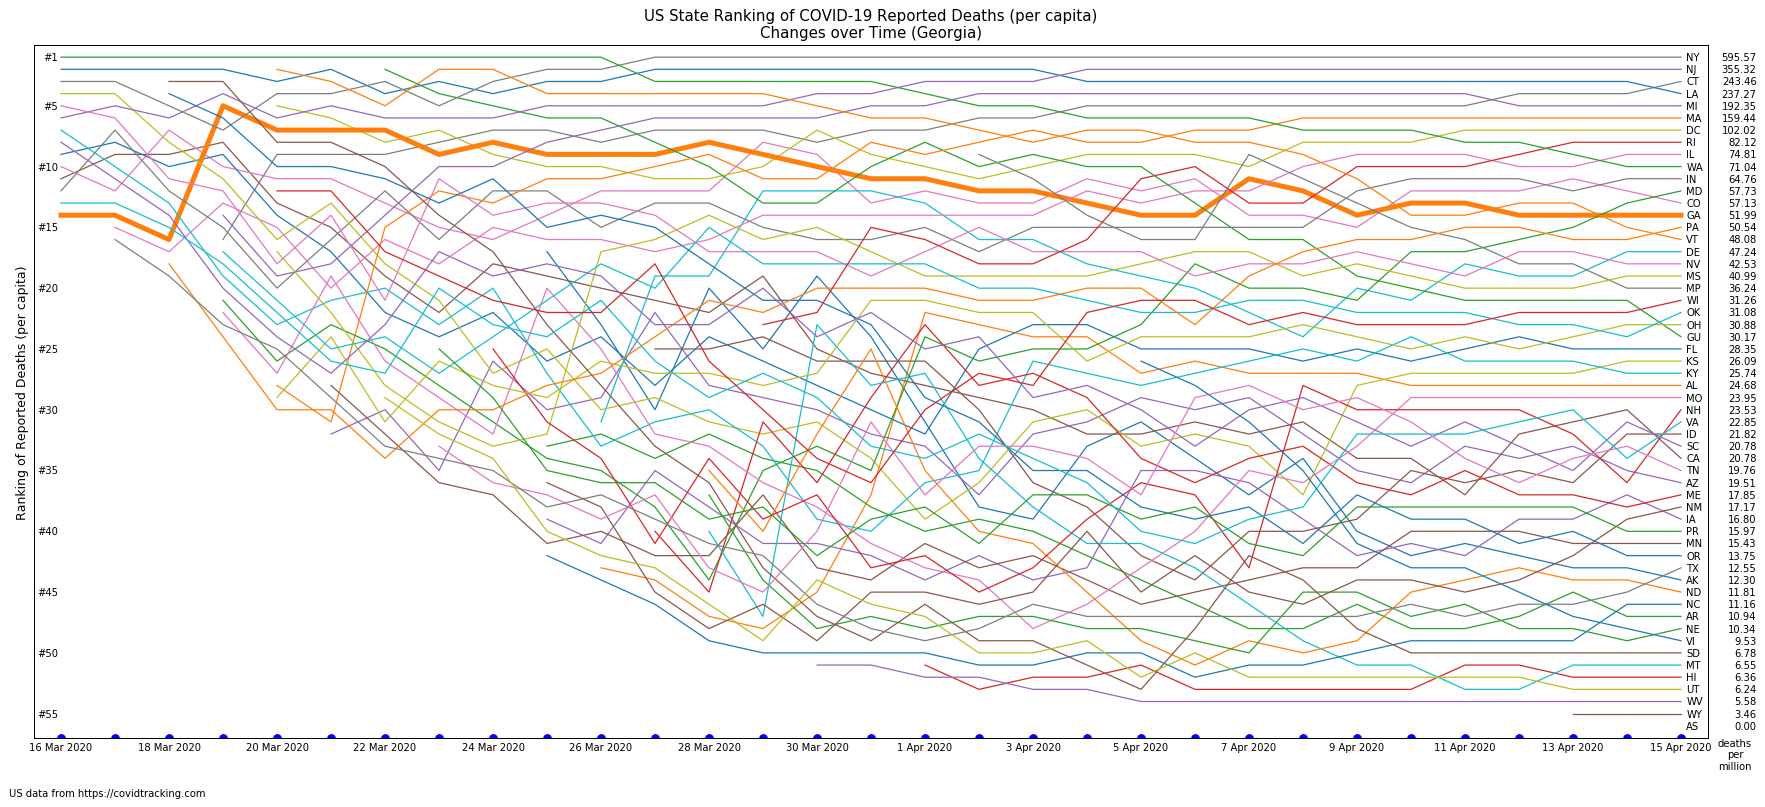 US State Ranking of COVID-19 Reported Deaths (per capita)
Changes over Time (Georgia)
Ranking of Reported Deaths (per capita)
#1
#5
#10
#15
#20
#25
#30
#35
#40
#45
#50
#55
NY 595.57
NJ 355.32
CT 243.46
LA 237.27
MI 192.35
MA 159.44
DC 102.02
RI 82.12
IL 74.81
WA 71.04
IN 64.76
MD 57.73
CO 57.13
GA 51.99
PA 50.54
VT 48.08
DE 47.24
NV 42.53
MS 40.99
MP 36.24
WI 31.26
OK 31.08
OH 30.88
GU 30.17
FL 28.35
KS 26.09
KY 25.74
AL 24.68
MO 23.95
NH 23.53
VA 22.85
ID 21.82
SC 20.78
CA 20.78
TN 19.76
AZ 19.51
ME 17.85
NM 17.17
IA 16.80
PR 15.97
MN 15.43
OR 13.75
TX 12.55
AK 12.30
ND 11.81
NC 11.16
AR 10.94
NE 10.34
VI 9.53
SD 6.78
MT 6.55
HI 6.36
UT 6.24
WV 5.58
WY 3.46
AS 0.00
16 Mar 2020 18 Mar 2020 20 Mar 2020 22 Mar 2020 24 Mar 2020 26 Mar 2020 28 Mar 2020 30 Mar 2020 1 Apr 2020 3 Apr 2020 5 Apr 2020 7 Apr 2020 9 Apr 2020 11 Apr 2020 13 Apr 2020 15 Apr 2020
deaths
per
million
US data from https://covidtracking.com